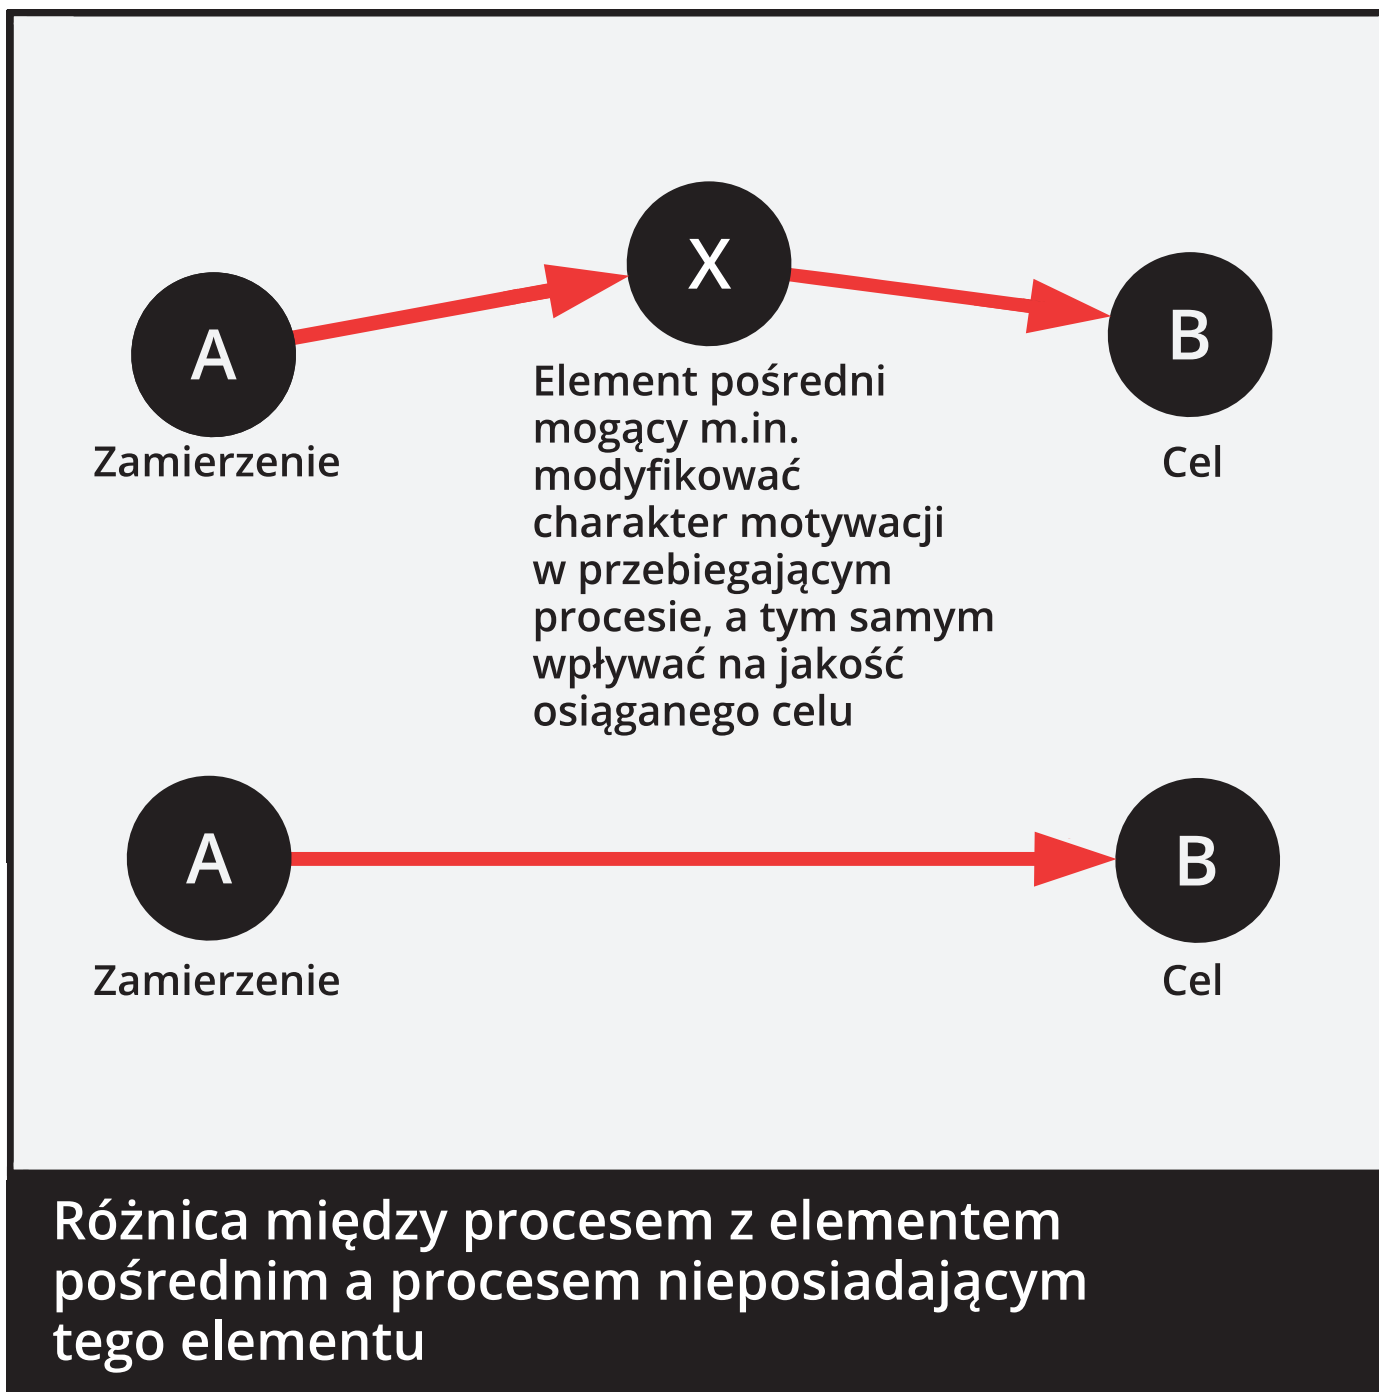 A
X
B
Zamierzenie
Element pośredni
mogący m.in.
modyfikować
charakter motywacji
w przebiegającym
procesie, a tym samym
wpływać na jakość
osiąganego celu
Cel
A
B
Zamierzenie
Cel
Różnica między procesem z elementem
pośrednim a procesem nieposiadającym
tego elementu